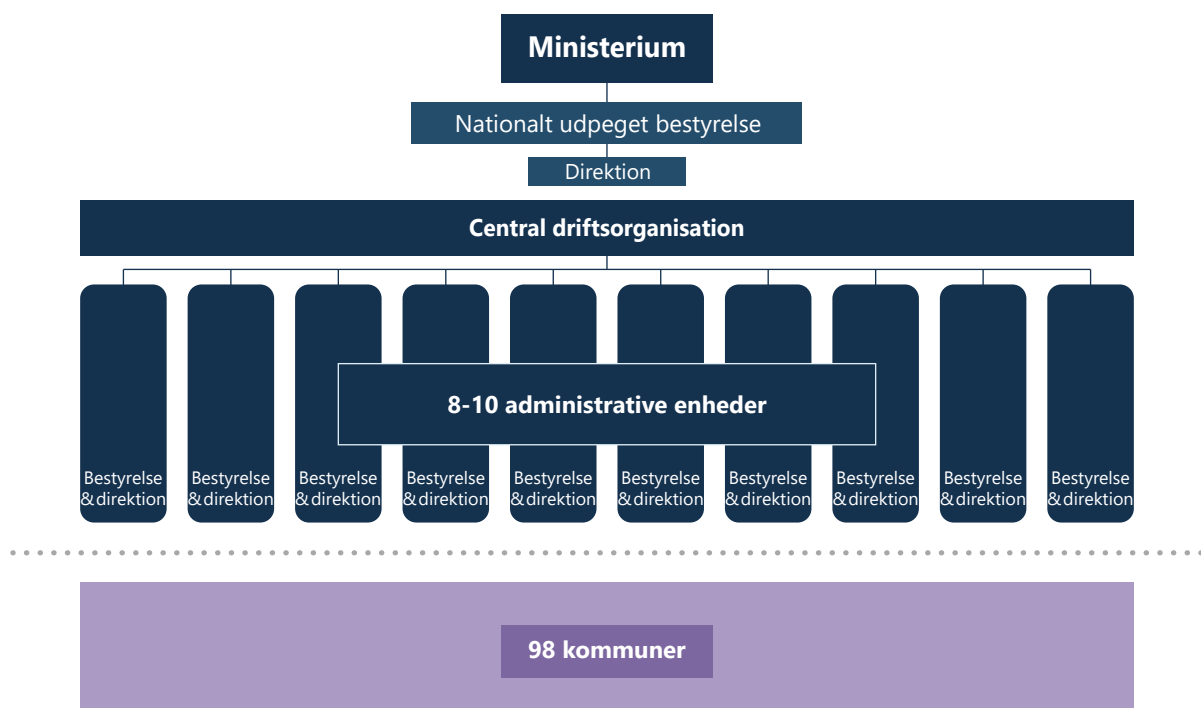 Ministerium
Nationalt udpeget bestyrelse
Direktion
Central driftsorganisation
8-10 administrative enheder
Bestyrelse
& direktion
Bestyrelse
& direktion
Bestyrelse
& direktion
Bestyrelse
& direktion
Bestyrelse
& direktion
Bestyrelse
& direktion
Bestyrelse
& direktion
Bestyrelse
& direktion
Bestyrelse
& direktion
Bestyrelse
& direktion
98 kommuner